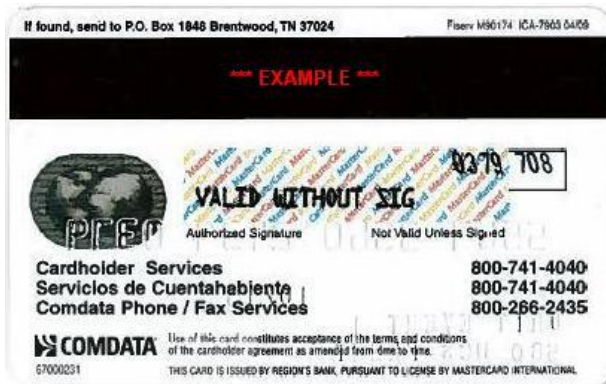 If found, send to P.O. Box 1848 Brentwood, TN 37024 Fiserv M90174 ICA-7903 04/09
*** EXAMPLE ***
0379 708
VALID WITHOUT SIG
Authorized Signature Not Valid Unless Signed
Cardholder Services 800-741-4040
Servicios de Cuentahabiente 800-741-4040
Comdata Phone / Fax Services 800-266-2435
COMDATA Use of this card constitutes acceptance of the terms and conditions
of the cardholder agreement as amended from time to time.
67000231 THIS CARD IS ISSUED BY REGION'S BANK, PURSUANT TO LICENSE BY MASTERCARD INTERNATIONAL